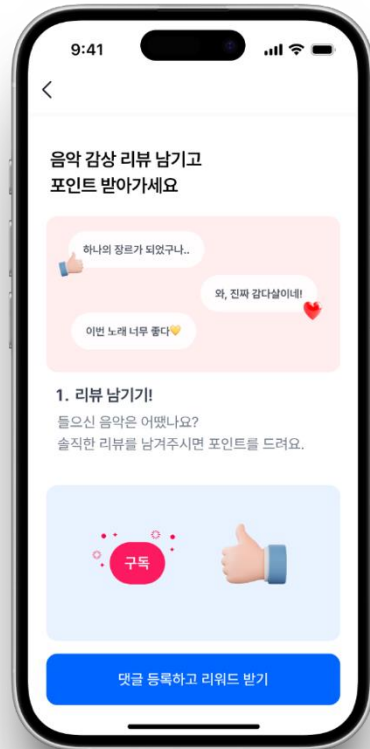 9:41
음악 감상 리뷰 남기고
포인트 받아가세요
하나의 장르가 되었구나..
와, 진짜 감다살이네!
이번 노래 너무 좋다💛
1. 리뷰 남기기!
들으신 음악은 어땠나요?
솔직한 리뷰를 남겨주시면 포인트를 드려요.
구독
댓글 등록하고 리워드 받기